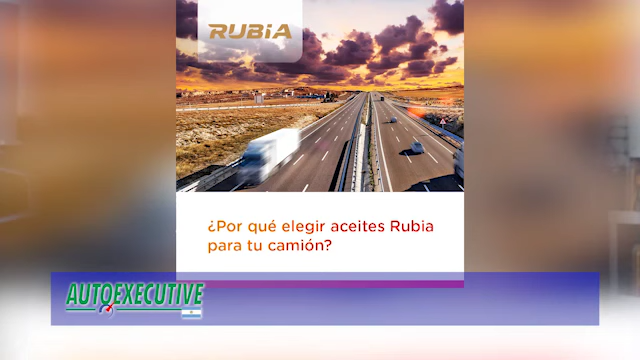 RUBiA
¿Por qué elegir aceites Rubia
para tu camión?
AUTOEXECUTIVE